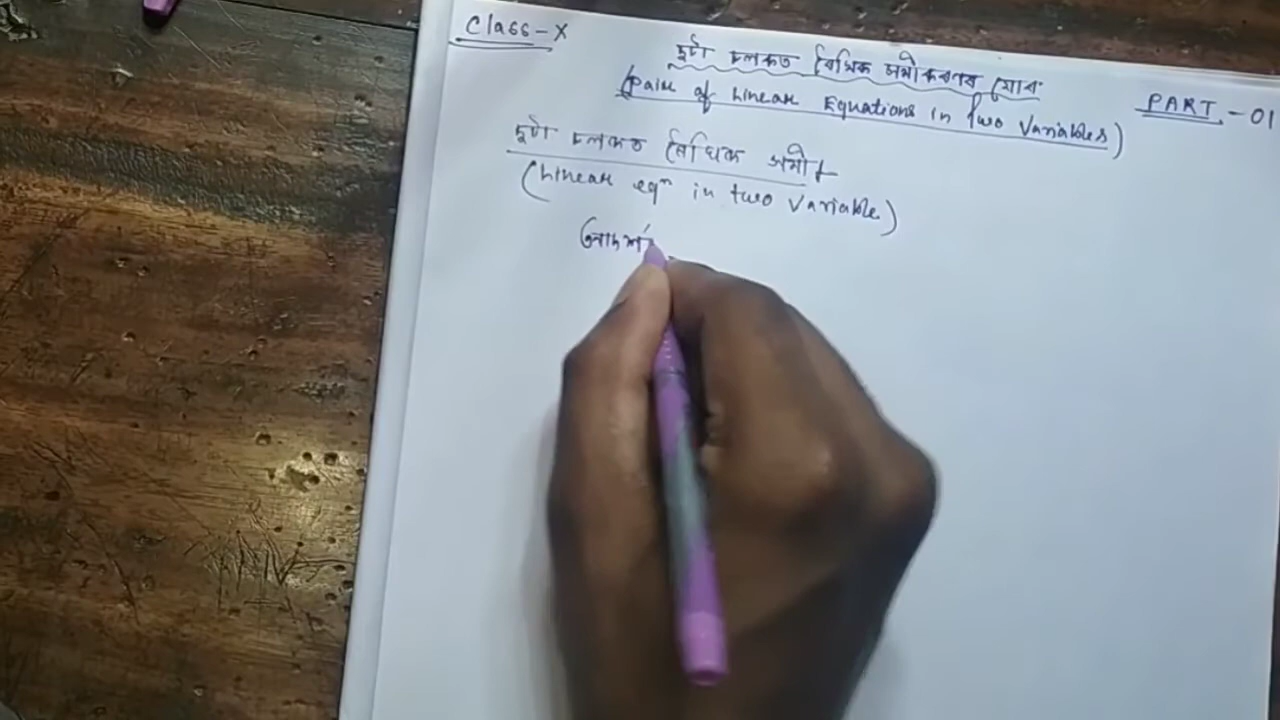 Class-X
দুটা চলকত ৰৈখিক সমীকৰণৰ যোৰ
(Pair of Linear Equations in Two Variables)
PART-01
দুটা চলকত ৰৈখিক সমী
(Linear eqⁿ in two Variable)